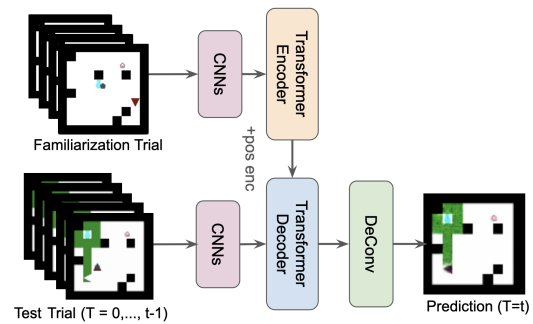 CNNs
Transformer
Encoder
Familiarization Trial
+pos enc
CNNs
Transformer
Decoder
DeConv
Test Trial (T = 0,..., t-1)
Prediction (T=t)